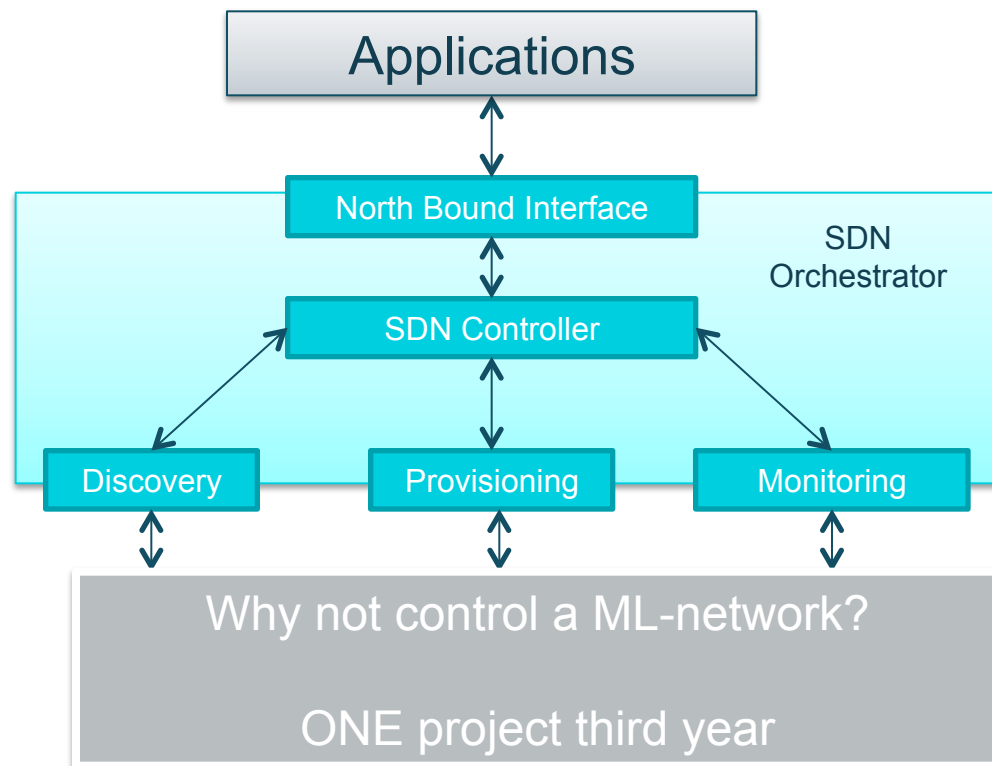 Applications
North Bound Interface
SDN
Orchestrator
SDN Controller
Discovery
Provisioning
Monitoring
Why not control a ML-network?
ONE project third year